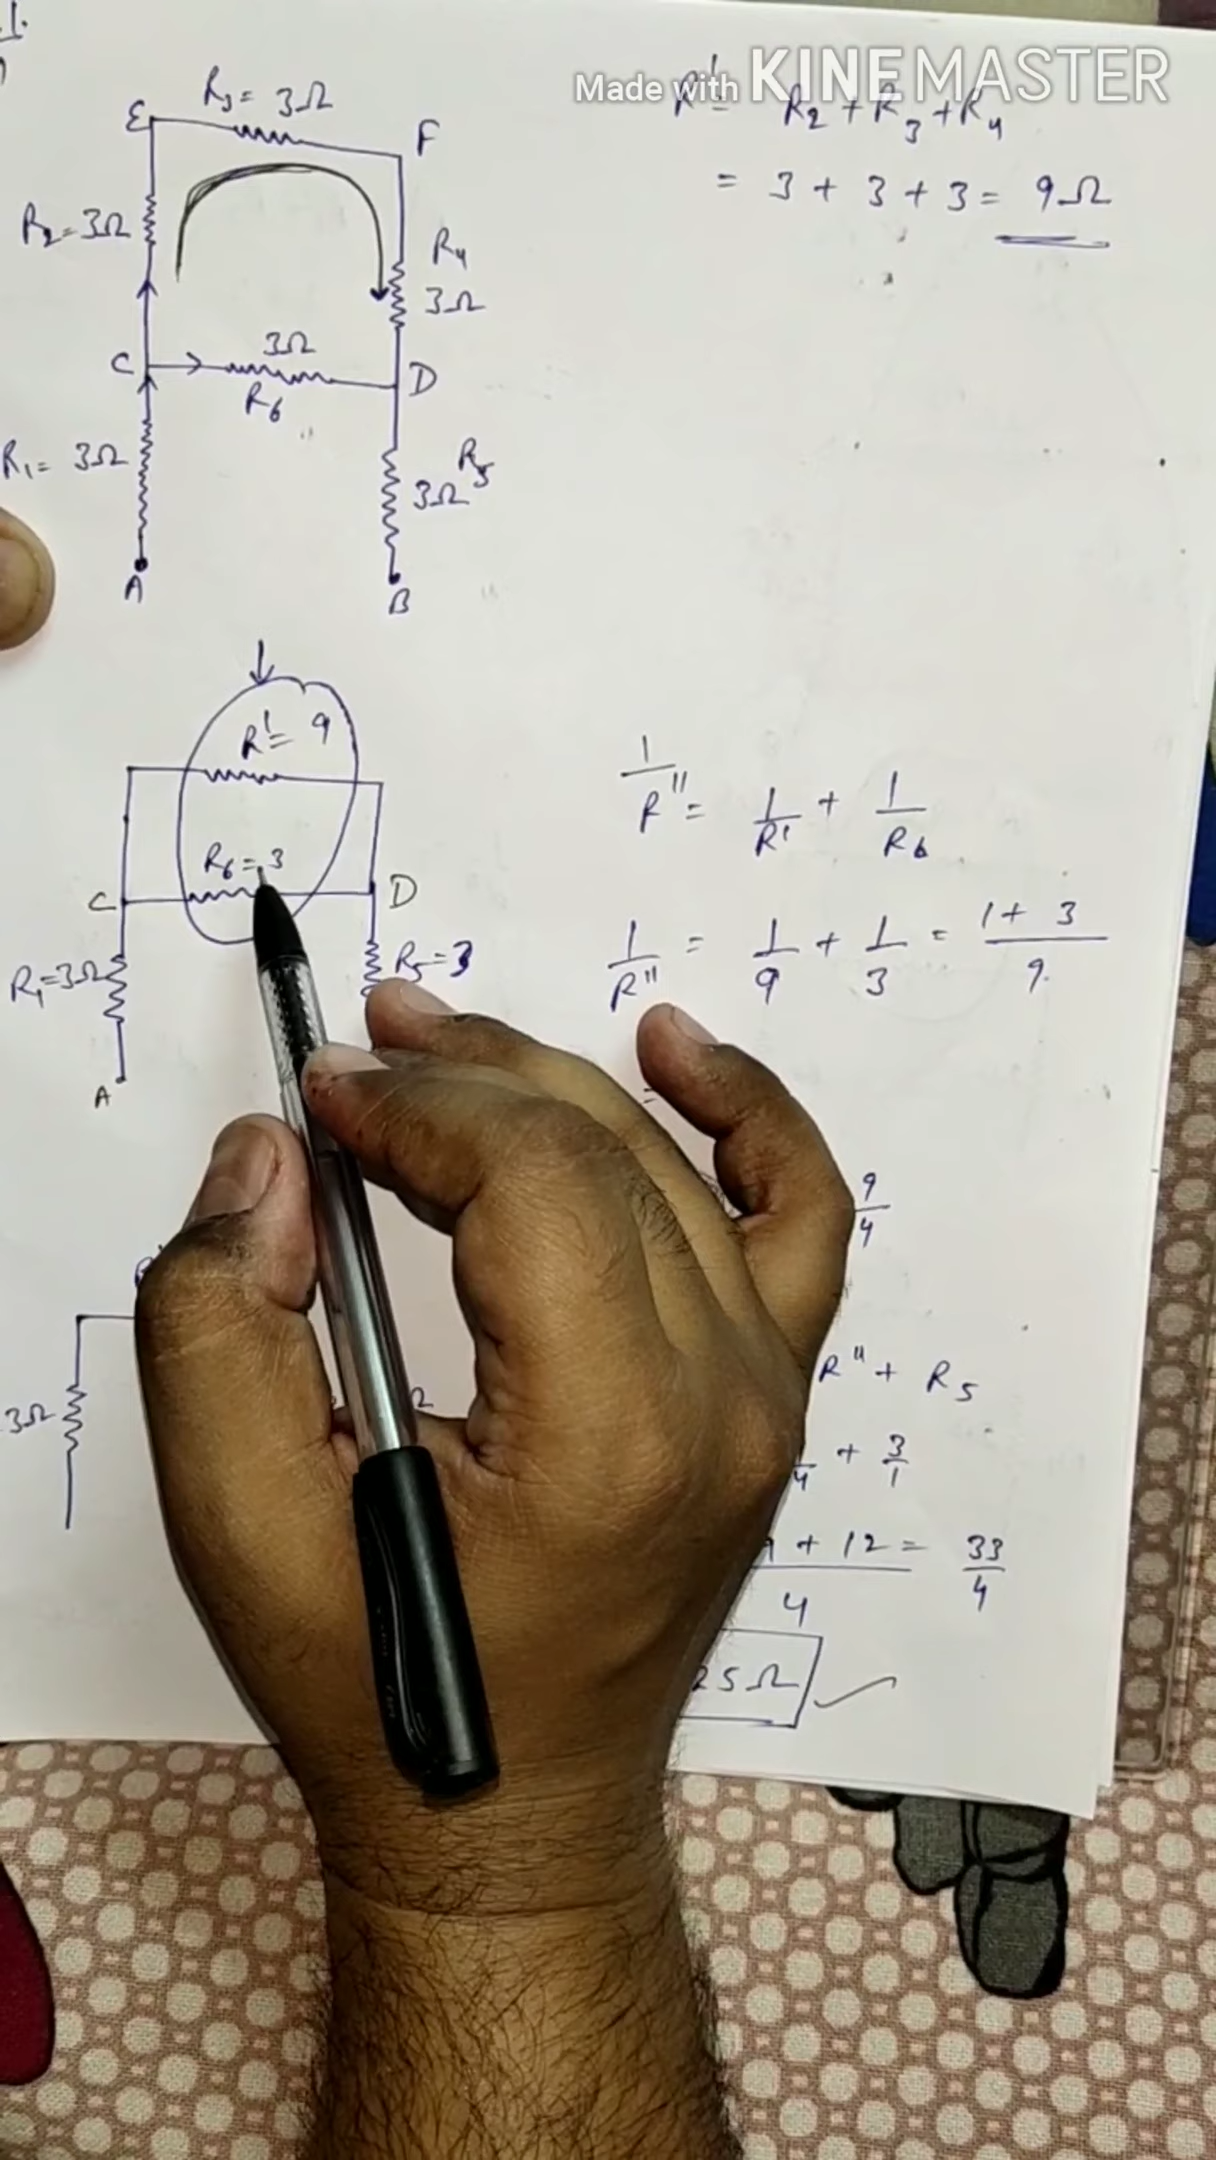 Made with KINEMASTER
R' = R2 + R3 + R4
= 3 + 3 + 3 = 9Ω
R3 = 3Ω
E
F
R2 = 3Ω
R4
3Ω
3Ω
C
D
R6
R1 = 3Ω
R5
3Ω
A
B
R' = 9
R6 = 3
C
D
R1 = 3Ω
R5 = 3
A
1/R'' = 1/R' + 1/R6
1/R'' = 1/9 + 1/3 = 1 + 3/9
=
9/4
3Ω
Ω
R'' + R5
4 + 3/1
+ 12/4 = 33/4
25Ω